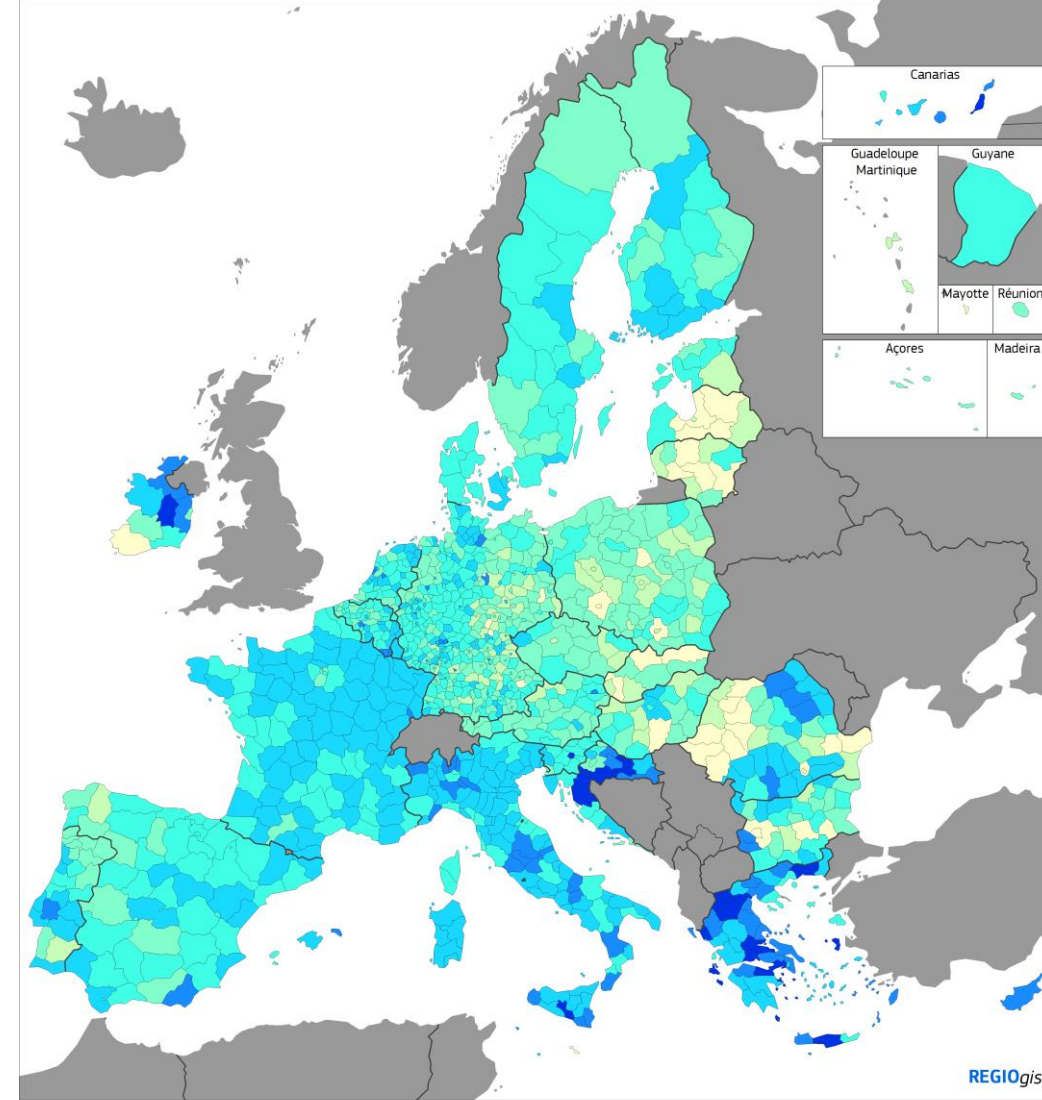 Canarias
Guadeloupe
Martinique
Guyane
Mayotte
Réunion
Açores
Madeira
REGIOgis